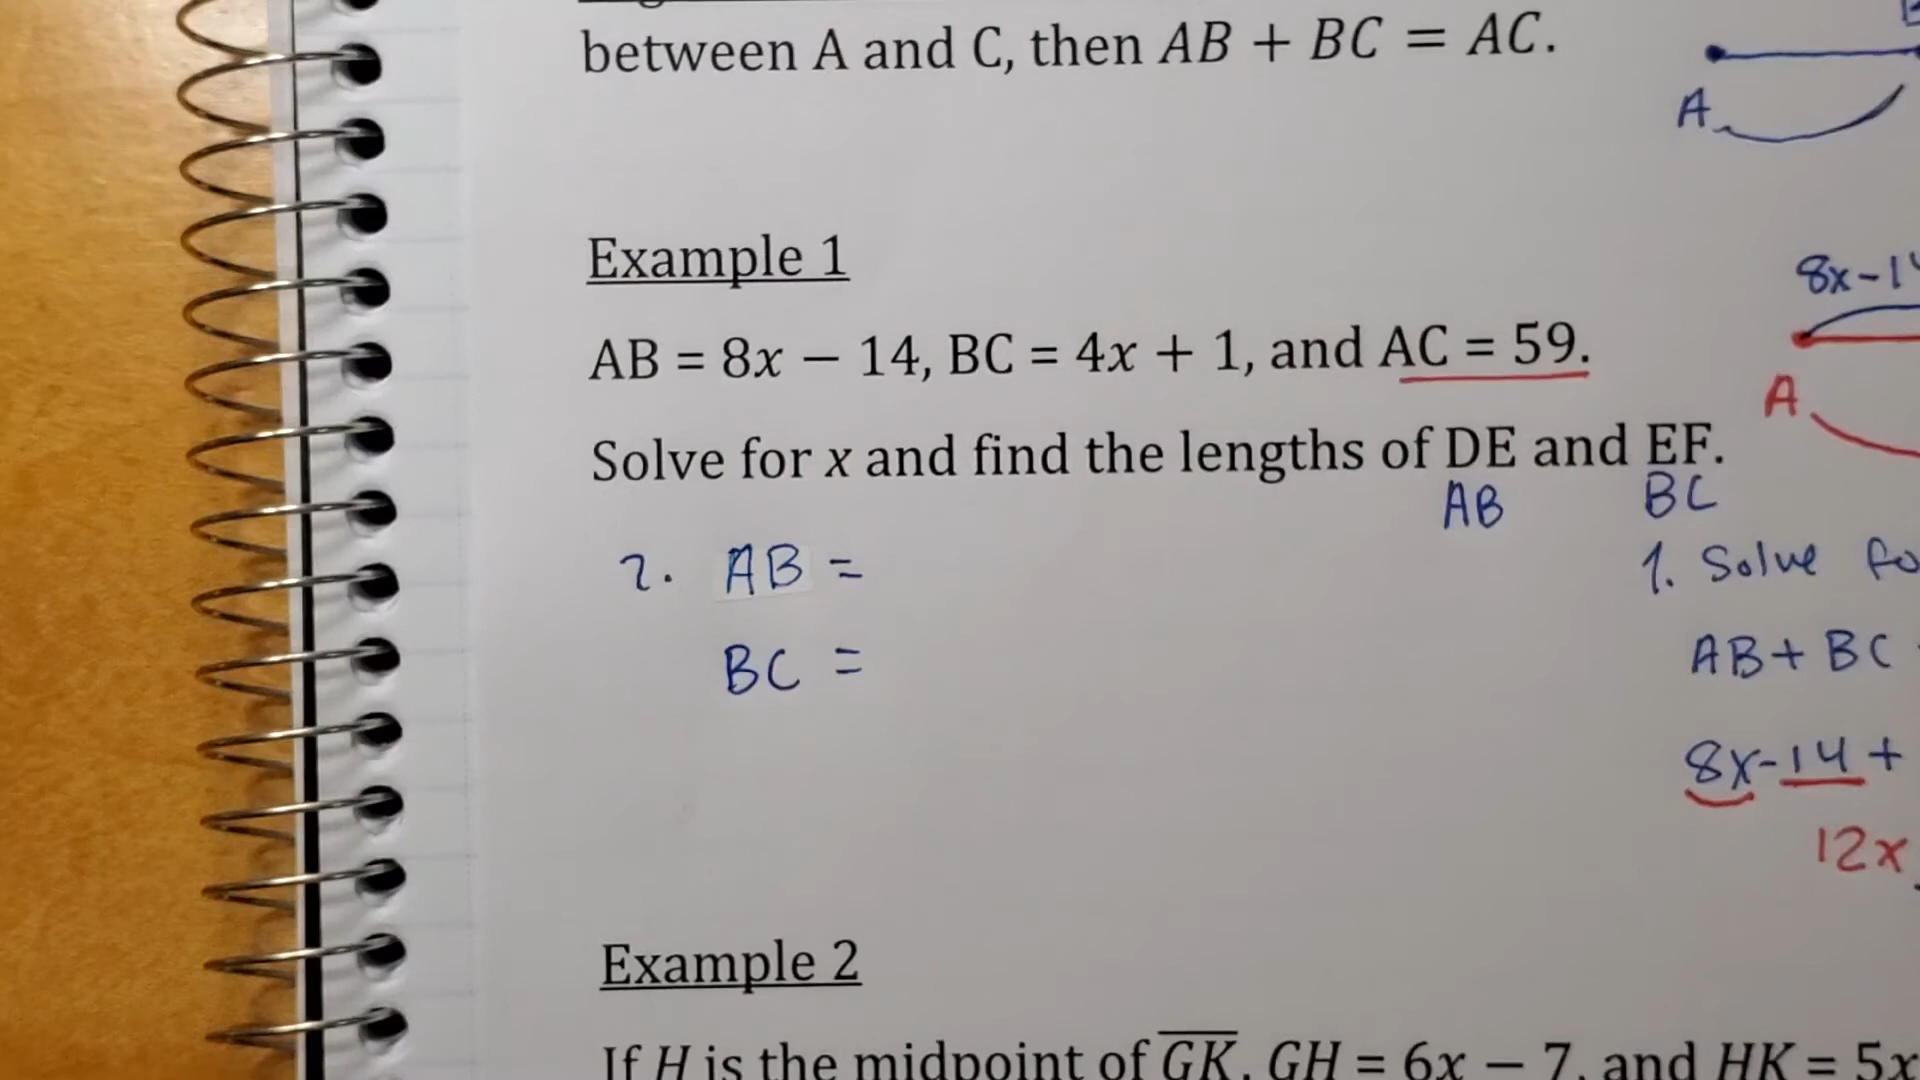 between A and C, then AB + BC = AC.
A
Example 1
8x-14
AB = 8x − 14, BC = 4x + 1, and AC = 59.
A
Solve for x and find the lengths of DE and EF.
AB BC
2. AB =
1. Solve fo
BC =
AB + BC
8x-14 +
12x
Example 2
If H is the midpoint of GK, GH = 6x − 7, and HK = 5x